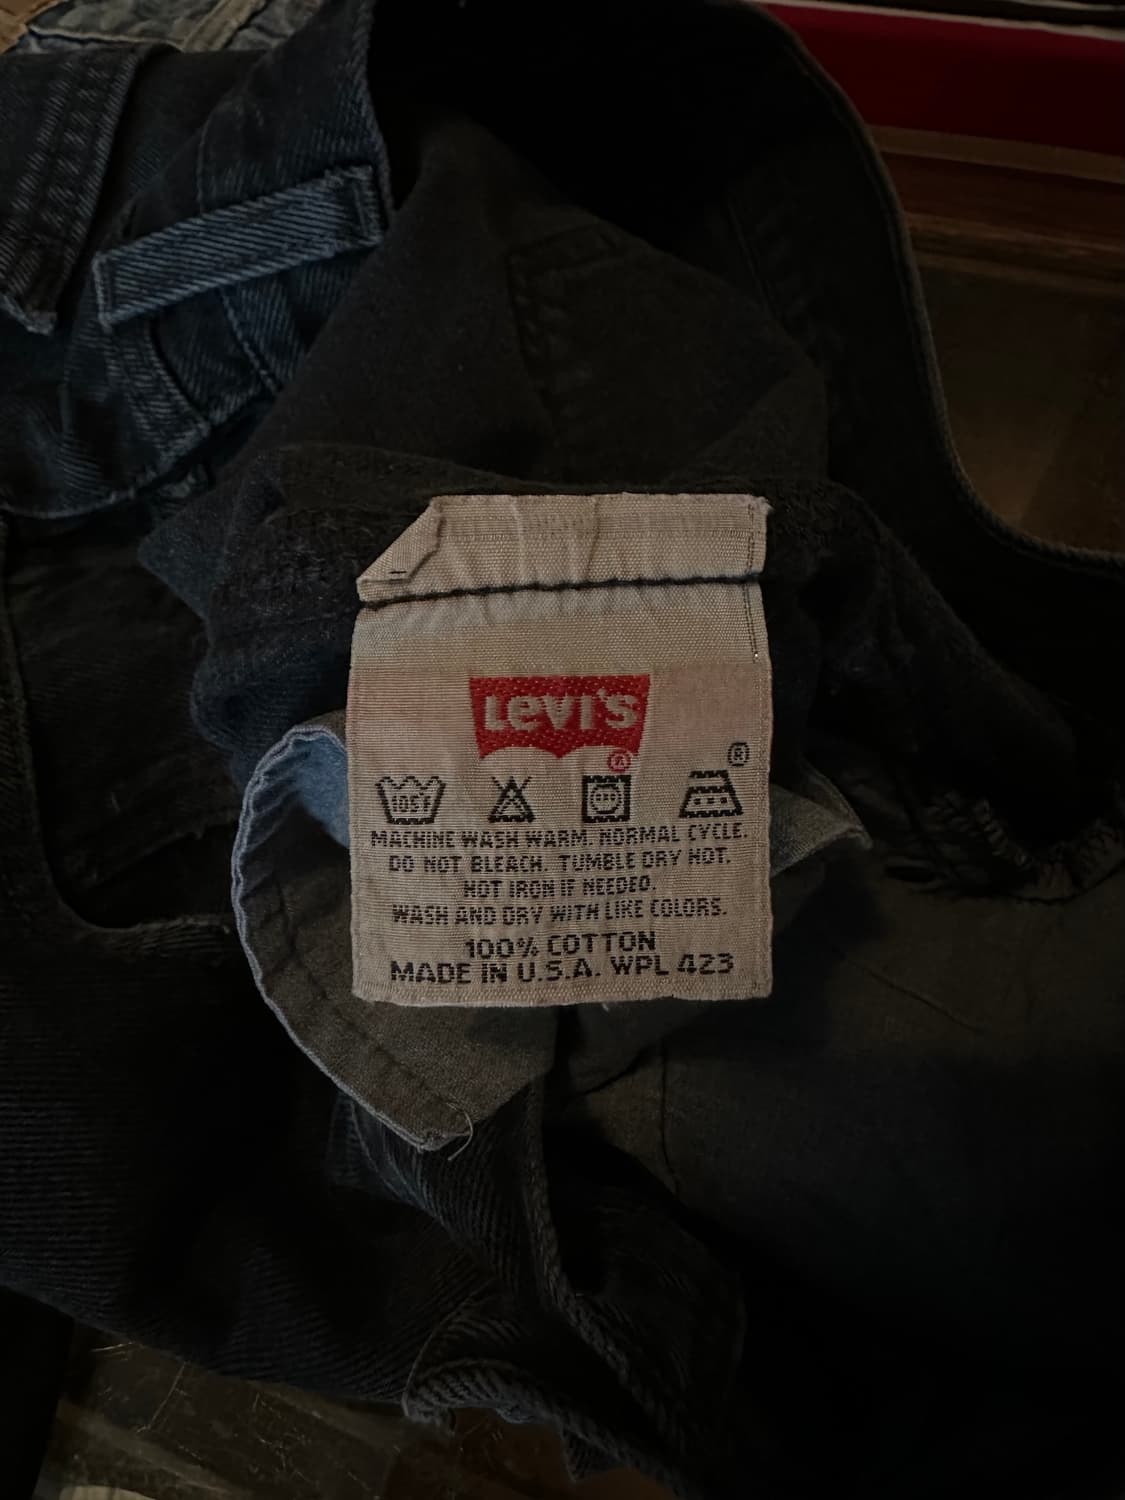 Levi's
®
®
105°F
MACHINE WASH WARM. NORMAL CYCLE.
DO NOT BLEACH. TUMBLE DRY HOT.
HOT IRON IF NEEDED.
WASH AND DRY WITH LIKE COLORS.
100% COTTON
MADE IN U.S.A. WPL 423